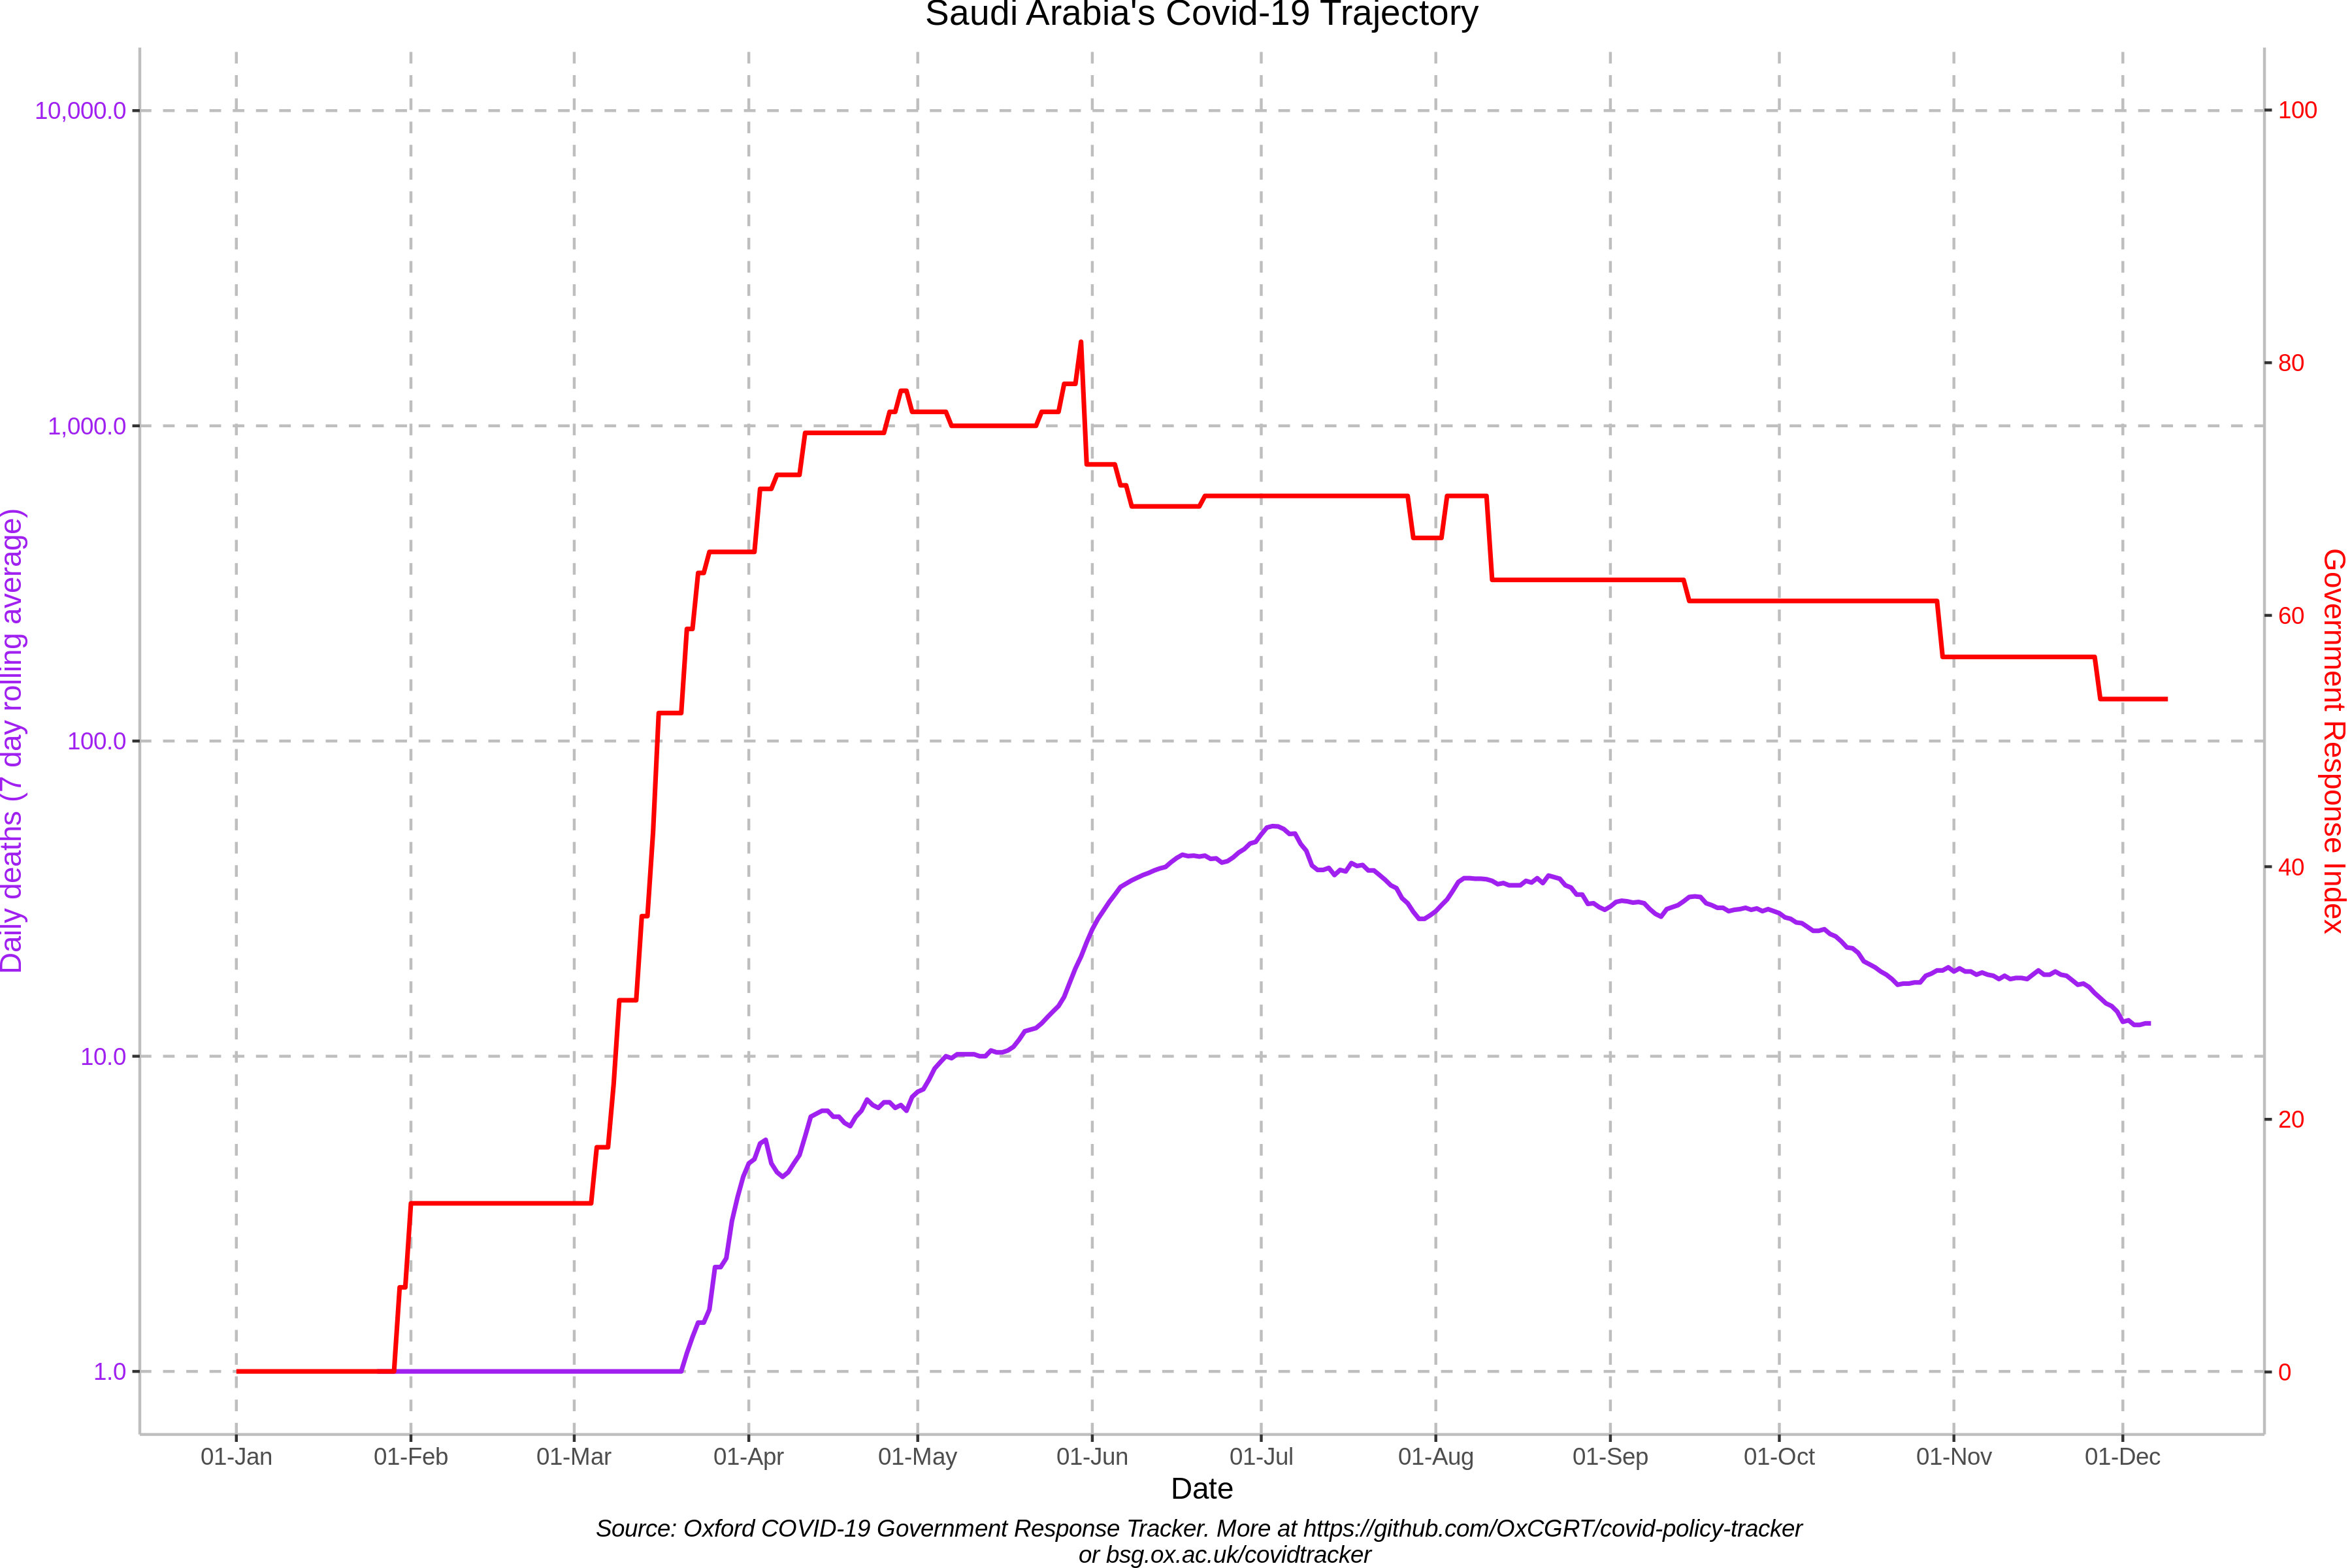 Saudi Arabia's Covid-19 Trajectory
10,000.0
1,000.0
100.0
10.0
1.0
Daily deaths (7 day rolling average)
100
80
60
40
20
0
Government Response Index
01-Jan
01-Feb
01-Mar
01-Apr
01-May
01-Jun
01-Jul
01-Aug
01-Sep
01-Oct
01-Nov
01-Dec
Date
Source: Oxford COVID-19 Government Response Tracker. More at https://github.com/OxCGRT/covid-policy-tracker
or bsg.ox.ac.uk/covidtracker